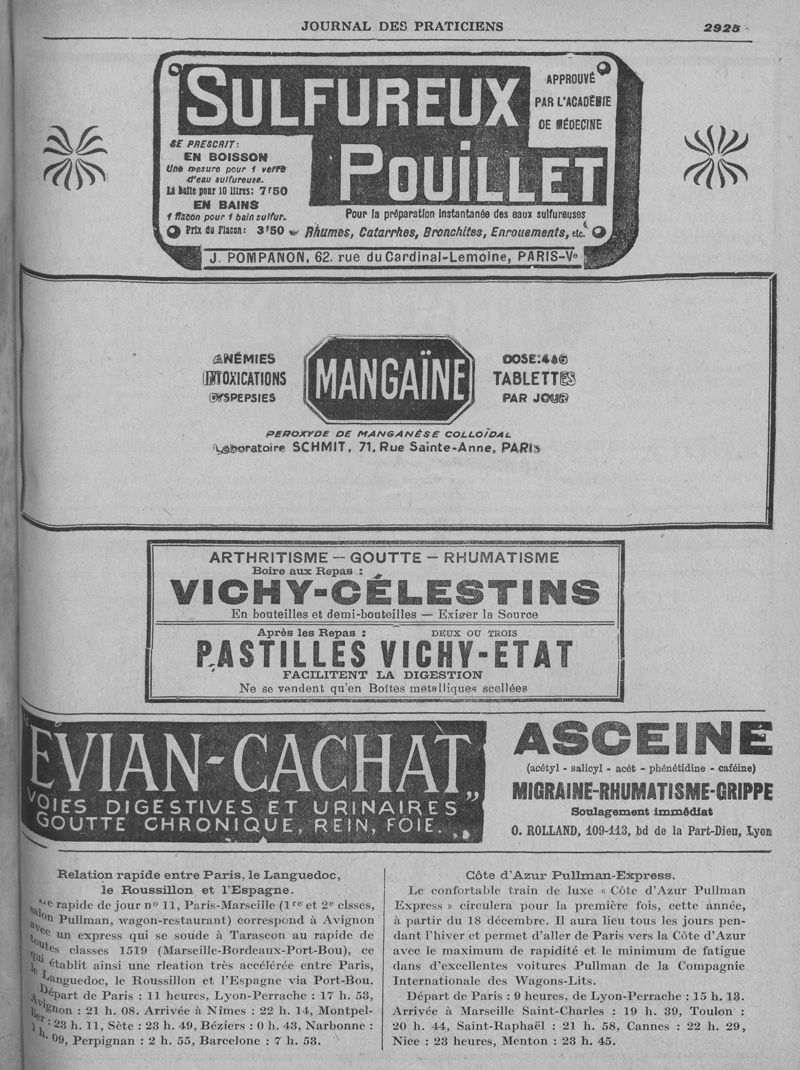 JOURNAL DES PRATICIENS 2925
SULFUREUX
POUILLET
APPROUVÉ
PAR L'ACADÉMIE
DE MÉDECINE
SE PRESCRIT:
EN BOISSON
Une mesure pour 1 verre
d'eau sulfureuse.
La boîte pour 10 litres: 7f50
EN BAINS
1 flacon pour 1 bain sulfur..
Prix du Flacon: 3f50
Pour la préparation instantanée des eaux sulfureuses
Rhumes, Catarrhes, Bronchites, Enrouements, etc.
J. POMPANON, 62. rue du Cardinal-Lemoine, PARIS-Ve
ANÉMIES
INTOXICATIONS
DYSPEPSIES
MANGAÏNE
DOSE: 4 à 6
TABLETTES
PAR JOUR
PEROXYDE DE MANGANÈSE COLLOÏDAL
Laboratoire SCHMIT, 71, Rue Sainte-Anne, PARIS
ARTHRITISME — GOUTTE — RHUMATISME
Boire aux Repas :
VICHY-CÉLESTINS
En bouteilles et demi-bouteilles — Exiger la Source
Après les Repas : DEUX OU TROIS
PASTILLES VICHY-ETAT
FACILITENT LA DIGESTION
Ne se vendent qu'en Boîtes métalliques scellées
ÉVIAN-CACHAT
VOIES DIGESTIVES ET URINAIRES
GOUTTE CHRONIQUE, REIN, FOIE...
ASCEINE
(acétyl - salicyl - acét - phénétidine - caféine)
MIGRAINE-RHUMATISME-GRIPPE
Soulagement immédiat
O. ROLLAND, 109-113, bd de la Part-Dieu, Lyon
Relation rapide entre Paris, le Languedoc,
le Roussillon et l'Espagne.
rapide de jour nº 11, Paris-Marseille (1re et 2e clsses,
salon Pullman, wagon-restaurant) correspond à Avignon
avec un express qui se soude à Tarascon au rapide de
toutes classes 1519 (Marseille-Bordeaux-Port-Bou), ce
qui établit ainsi une rleation très accélérée entre Paris,
le Languedoc, le Roussillon et l'Espagne via Port-Bou.
Départ de Paris : 11 heures, Lyon-Perrache : 17 h. 53,
Avignon : 21 h. 08. Arrivée à Nîmes : 22 h. 14, Montpel-
lier : 23 h. 11, Sète : 23 h. 49, Béziers : 0 h. 43, Narbonne :
1 h. 09, Perpignan : 2 h. 55, Barcelone : 7 h. 53.
Côte d'Azur Pullman-Express.
Le confortable train de luxe « Côte d'Azur Pullman
Express » circulera pour la première fois, cette année,
à partir du 18 décembre. Il aura lieu tous les jours pen-
dant l'hiver et permet d'aller de Paris vers la Côte d'Azur
avec le maximum de rapidité et le minimum de fatigue
dans d'excellentes voitures Pullman de la Compagnie
Internationale des Wagons-Lits.
Départ de Paris : 9 heures, de Lyon-Perrache : 15 h. 13.
Arrivée à Marseille Saint-Charles : 19 h. 39, Toulon :
20 h. 44, Saint-Raphaël : 21 h. 58, Cannes : 22 h. 29,
Nice : 23 heures, Menton : 23 h. 45.